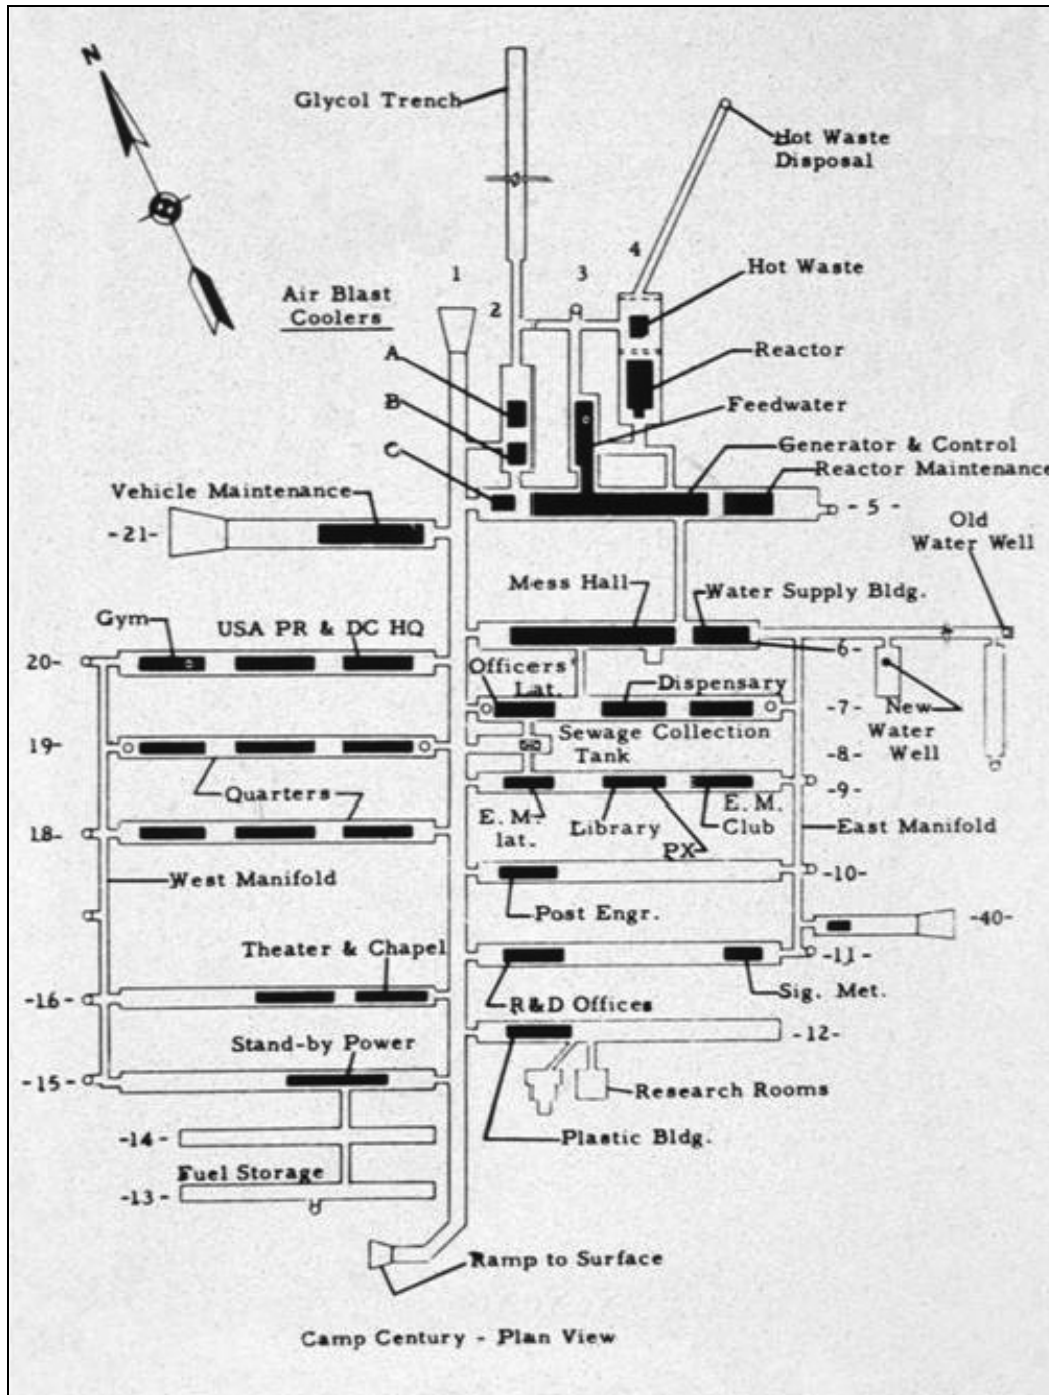 N
Glycol Trench
Hot Waste
Disposal
4
1
3
Hot Waste
Air Blast
Coolers
2
A
Reactor
B
Feedwater
C
Generator & Control
Reactor Maintenance
Vehicle Maintenance
-21-
- 5 -
Old
Water Well
Mess Hall
Water Supply Bldg.
Gym
USA PR & DC HQ
20-
-6-
Officers'
Lat.
Dispensary
-7-
New
Water
Well
Sewage Collection
Tank
19-
-8-
-9-
Quarters
E. M.
lat.
Library
PX
E. M.
Club
East Manifold
18-
West Manifold
-10-
Post Engr.
-40-
Theater & Chapel
-11-
Sig. Met.
-16-
R&D Offices
-12-
Stand-by Power
-15-
Research Rooms
-14-
Plastic Bldg.
Fuel Storage
-13-
Ramp to Surface
Camp Century - Plan View